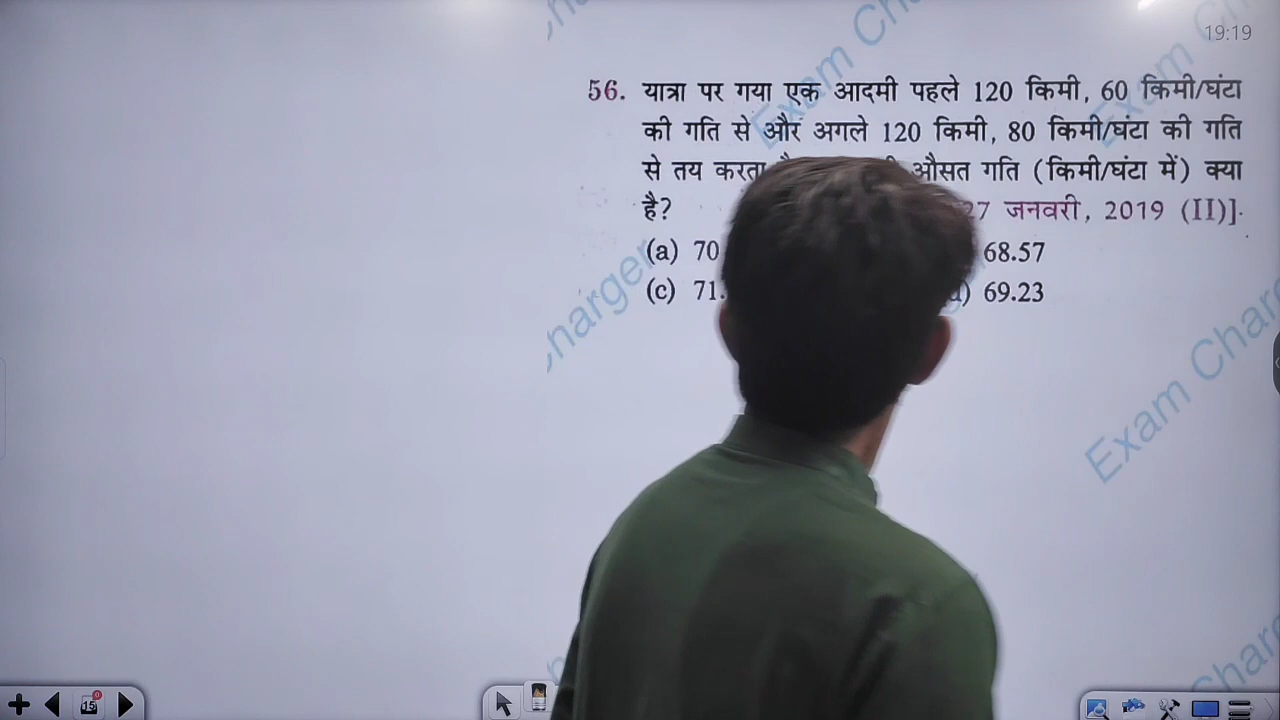 19:19
56. यात्रा पर गया एक आदमी पहले 120 किमी, 60 किमी/घंटा
की गति से और अगले 120 किमी, 80 किमी/घंटा की गति
से तय करता औसत गति (किमी/घंटा में) क्या
है? 27 जनवरी, 2019 (II)].
(a) 70 68.57
(c) 71. (d) 69.23
Exam Charger
15